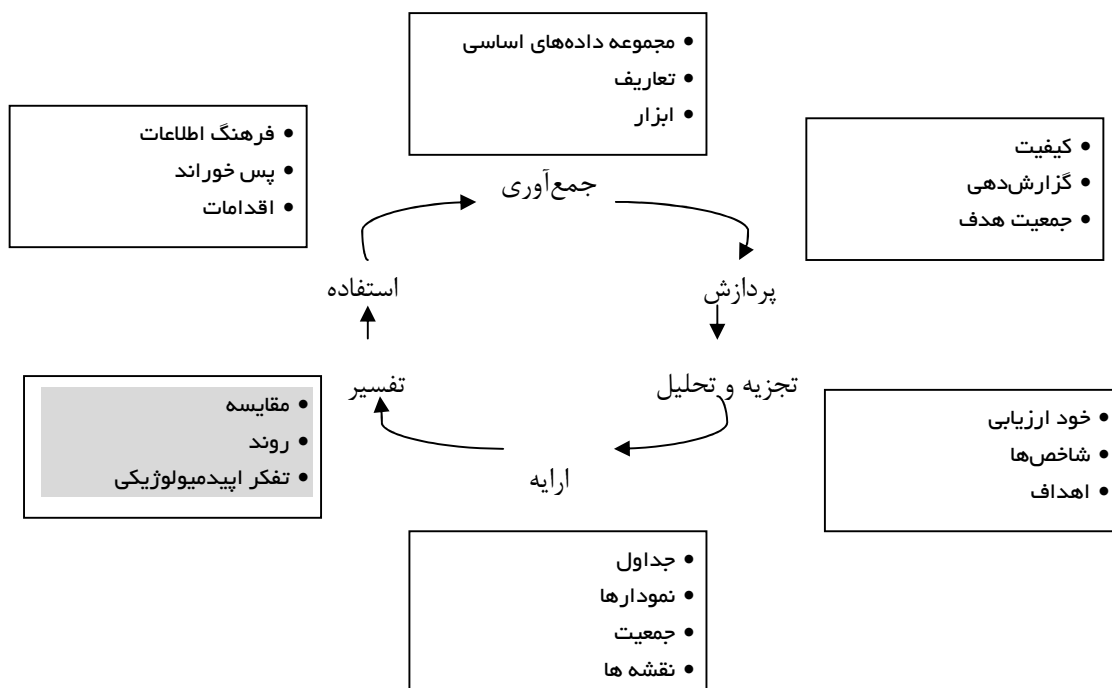 • مجموعه داده‌های اساسی
• تعاریف
• ابزار
جمع‌آوری
• کیفیت
• گزارش‌دهی
• جمعیت هدف
پردازش
• خود ارزیابی
• شاخص‌ها
• اهداف
تجزیه و تحلیل
ارایه
• جداول
• نمودارها
• جمعیت
• نقشه ها
تفسیر
• مقایسه
• روند
• تفکر اپیدمیولوژیکی
استفاده
• فرهنگ اطلاعات
• پس خوراند
• اقدامات